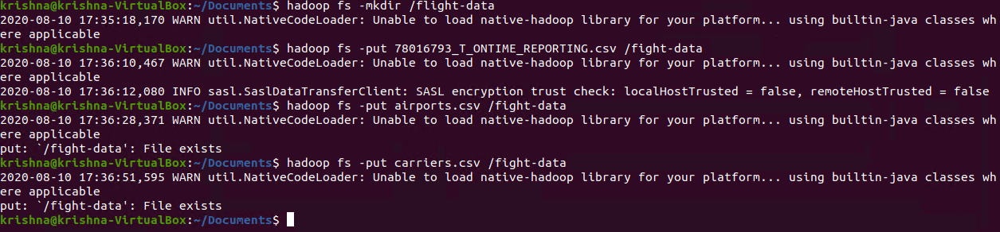 krishna@krishna-VirtualBox:~/Documents$ hadoop fs -mkdir /flight-data
2020-08-10 17:35:18,170 WARN util.NativeCodeLoader: Unable to load native-hadoop library for your platform... using builtin-java classes wh
ere applicable
krishna@krishna-VirtualBox:~/Documents$ hadoop fs -put 78016793_T_ONTIME_REPORTING.csv /fight-data
2020-08-10 17:36:10,467 WARN util.NativeCodeLoader: Unable to load native-hadoop library for your platform... using builtin-java classes wh
ere applicable
2020-08-10 17:36:12,080 INFO sasl.SaslDataTransferClient: SASL encryption trust check: localHostTrusted = false, remoteHostTrusted = false
krishna@krishna-VirtualBox:~/Documents$ hadoop fs -put airports.csv /fight-data
2020-08-10 17:36:28,371 WARN util.NativeCodeLoader: Unable to load native-hadoop library for your platform... using builtin-java classes wh
ere applicable
put: `/fight-data': File exists
krishna@krishna-VirtualBox:~/Documents$ hadoop fs -put carriers.csv /fight-data
2020-08-10 17:36:51,595 WARN util.NativeCodeLoader: Unable to load native-hadoop library for your platform... using builtin-java classes wh
ere applicable
put: `/fight-data': File exists
krishna@krishna-VirtualBox:~/Documents$